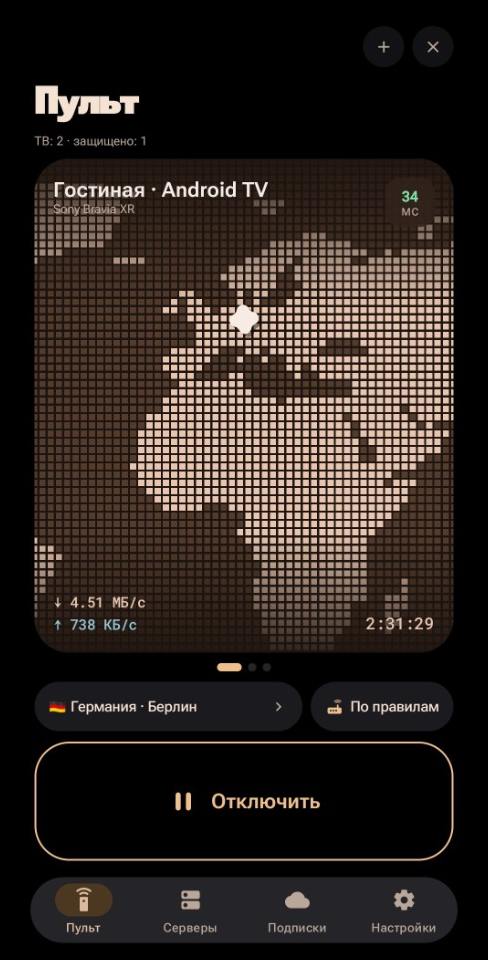 Пульт
ТВ: 2 · защищено: 1
Гостиная · Android TV
Sony Bravia XR
34
МС
↓ 4.51 МБ/с
↑ 738 КБ/с
2:31:29
Германия · Берлин
По правилам
Отключить
Пульт
Серверы
Подписки
Настройки